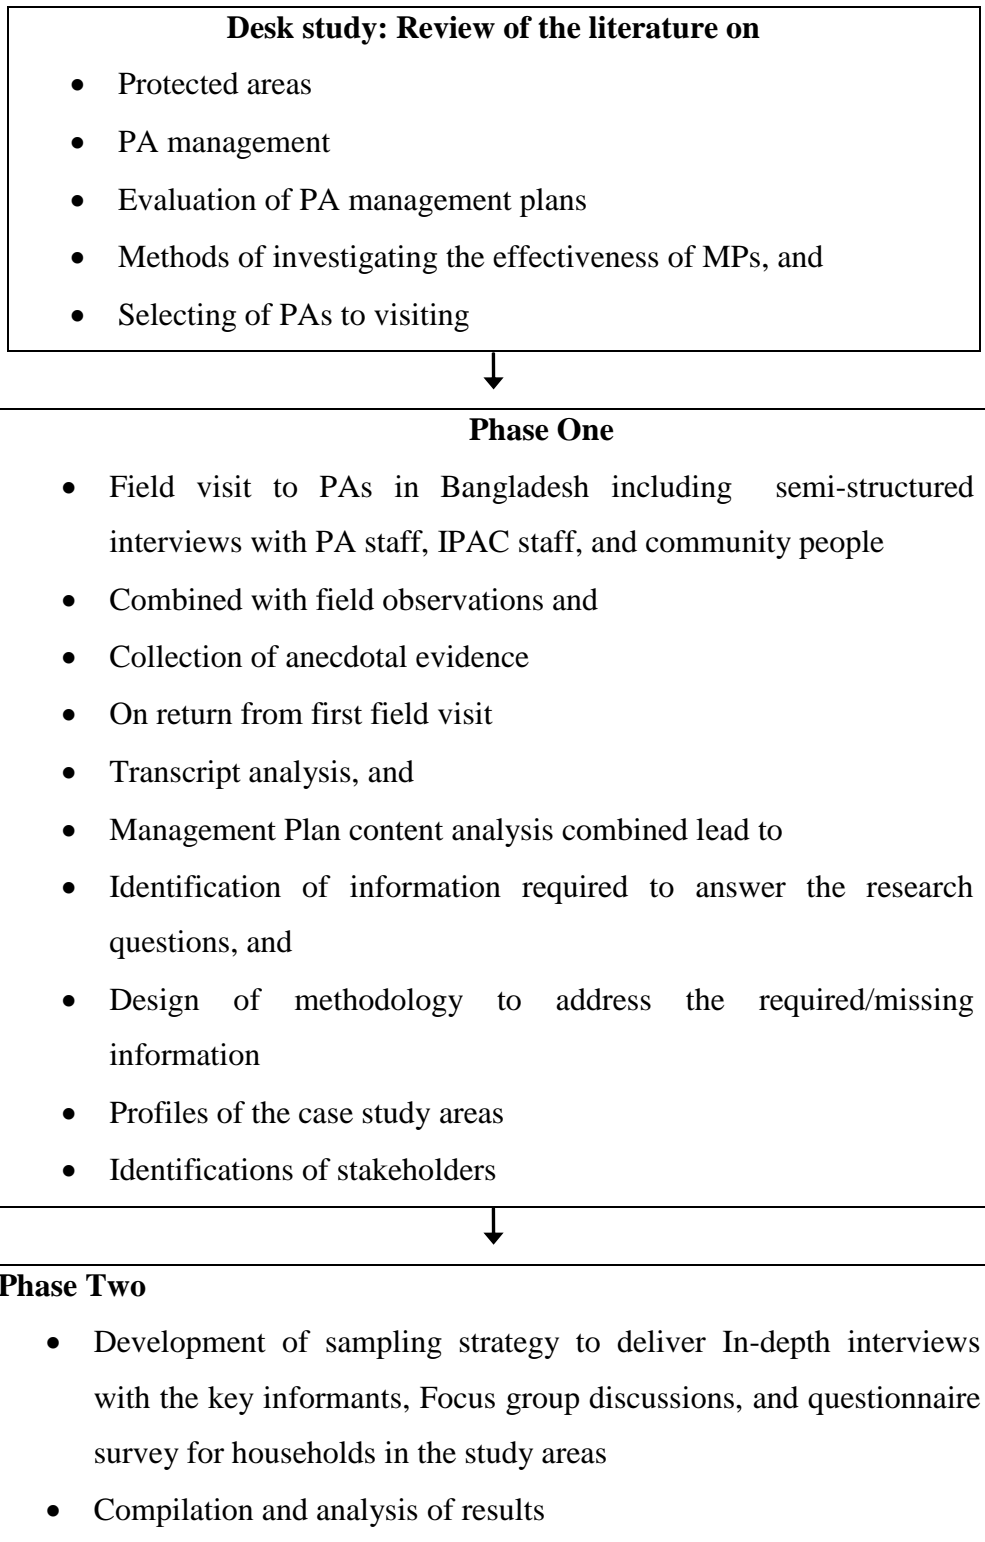 Desk study: Review of the literature on
• Protected areas
• PA management
• Evaluation of PA management plans
• Methods of investigating the effectiveness of MPs, and
• Selecting of PAs to visiting
Phase One
• Field visit to PAs in Bangladesh including semi-structured
interviews with PA staff, IPAC staff, and community people
• Combined with field observations and
• Collection of anecdotal evidence
• On return from first field visit
• Transcript analysis, and
• Management Plan content analysis combined lead to
• Identification of information required to answer the research
questions, and
• Design of methodology to address the required/missing
information
• Profiles of the case study areas
• Identifications of stakeholders
Phase Two
• Development of sampling strategy to deliver In-depth interviews
with the key informants, Focus group discussions, and questionnaire
survey for households in the study areas
• Compilation and analysis of results